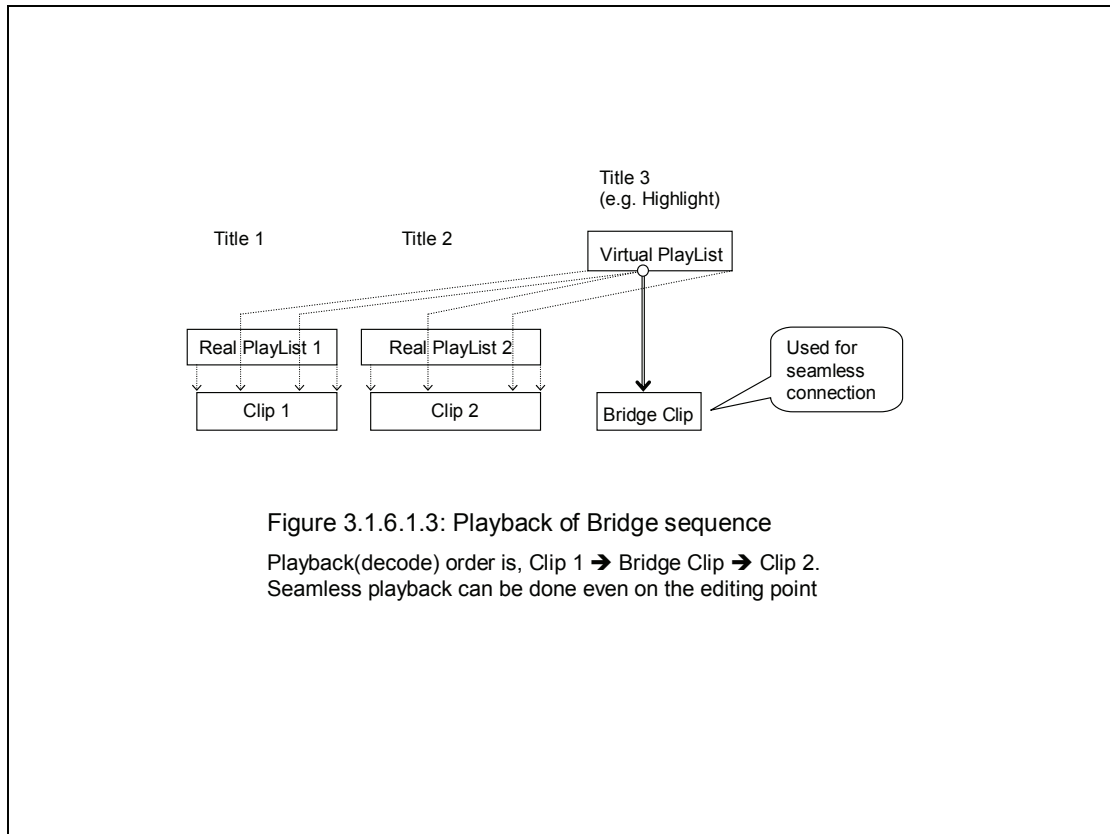 Title 3
(e.g. Highlight)
Title 1
Title 2
Virtual PlayList
Real PlayList 1
Real PlayList 2
Used for
seamless
connection
Clip 1
Clip 2
Bridge Clip
Figure 3.1.6.1.3: Playback of Bridge sequence
Playback(decode) order is, Clip 1 ➔ Bridge Clip ➔ Clip 2.
Seamless playback can be done even on the editing point